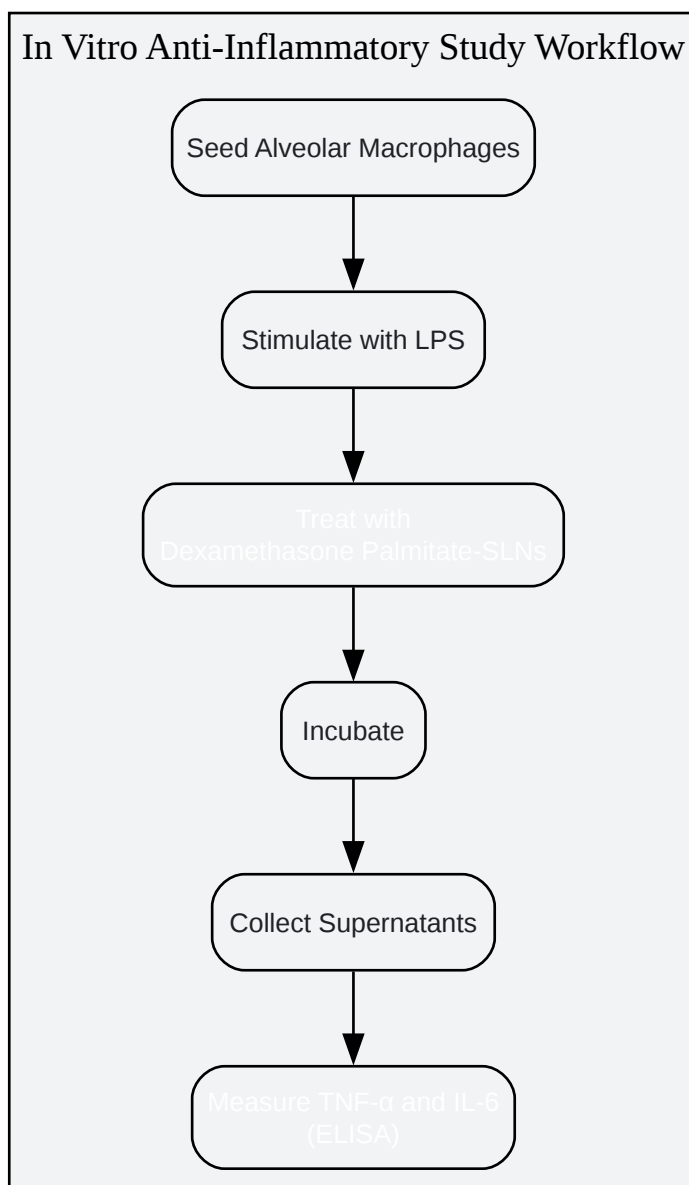 In Vitro Anti-Inflammatory Study Workflow
Seed Alveolar Macrophages
Stimulate with LPS
Treat with
Dexamethasone Palmitate-SLNs
Incubate
Collect Supernatants
Measure TNF-α and IL-6
(ELISA)